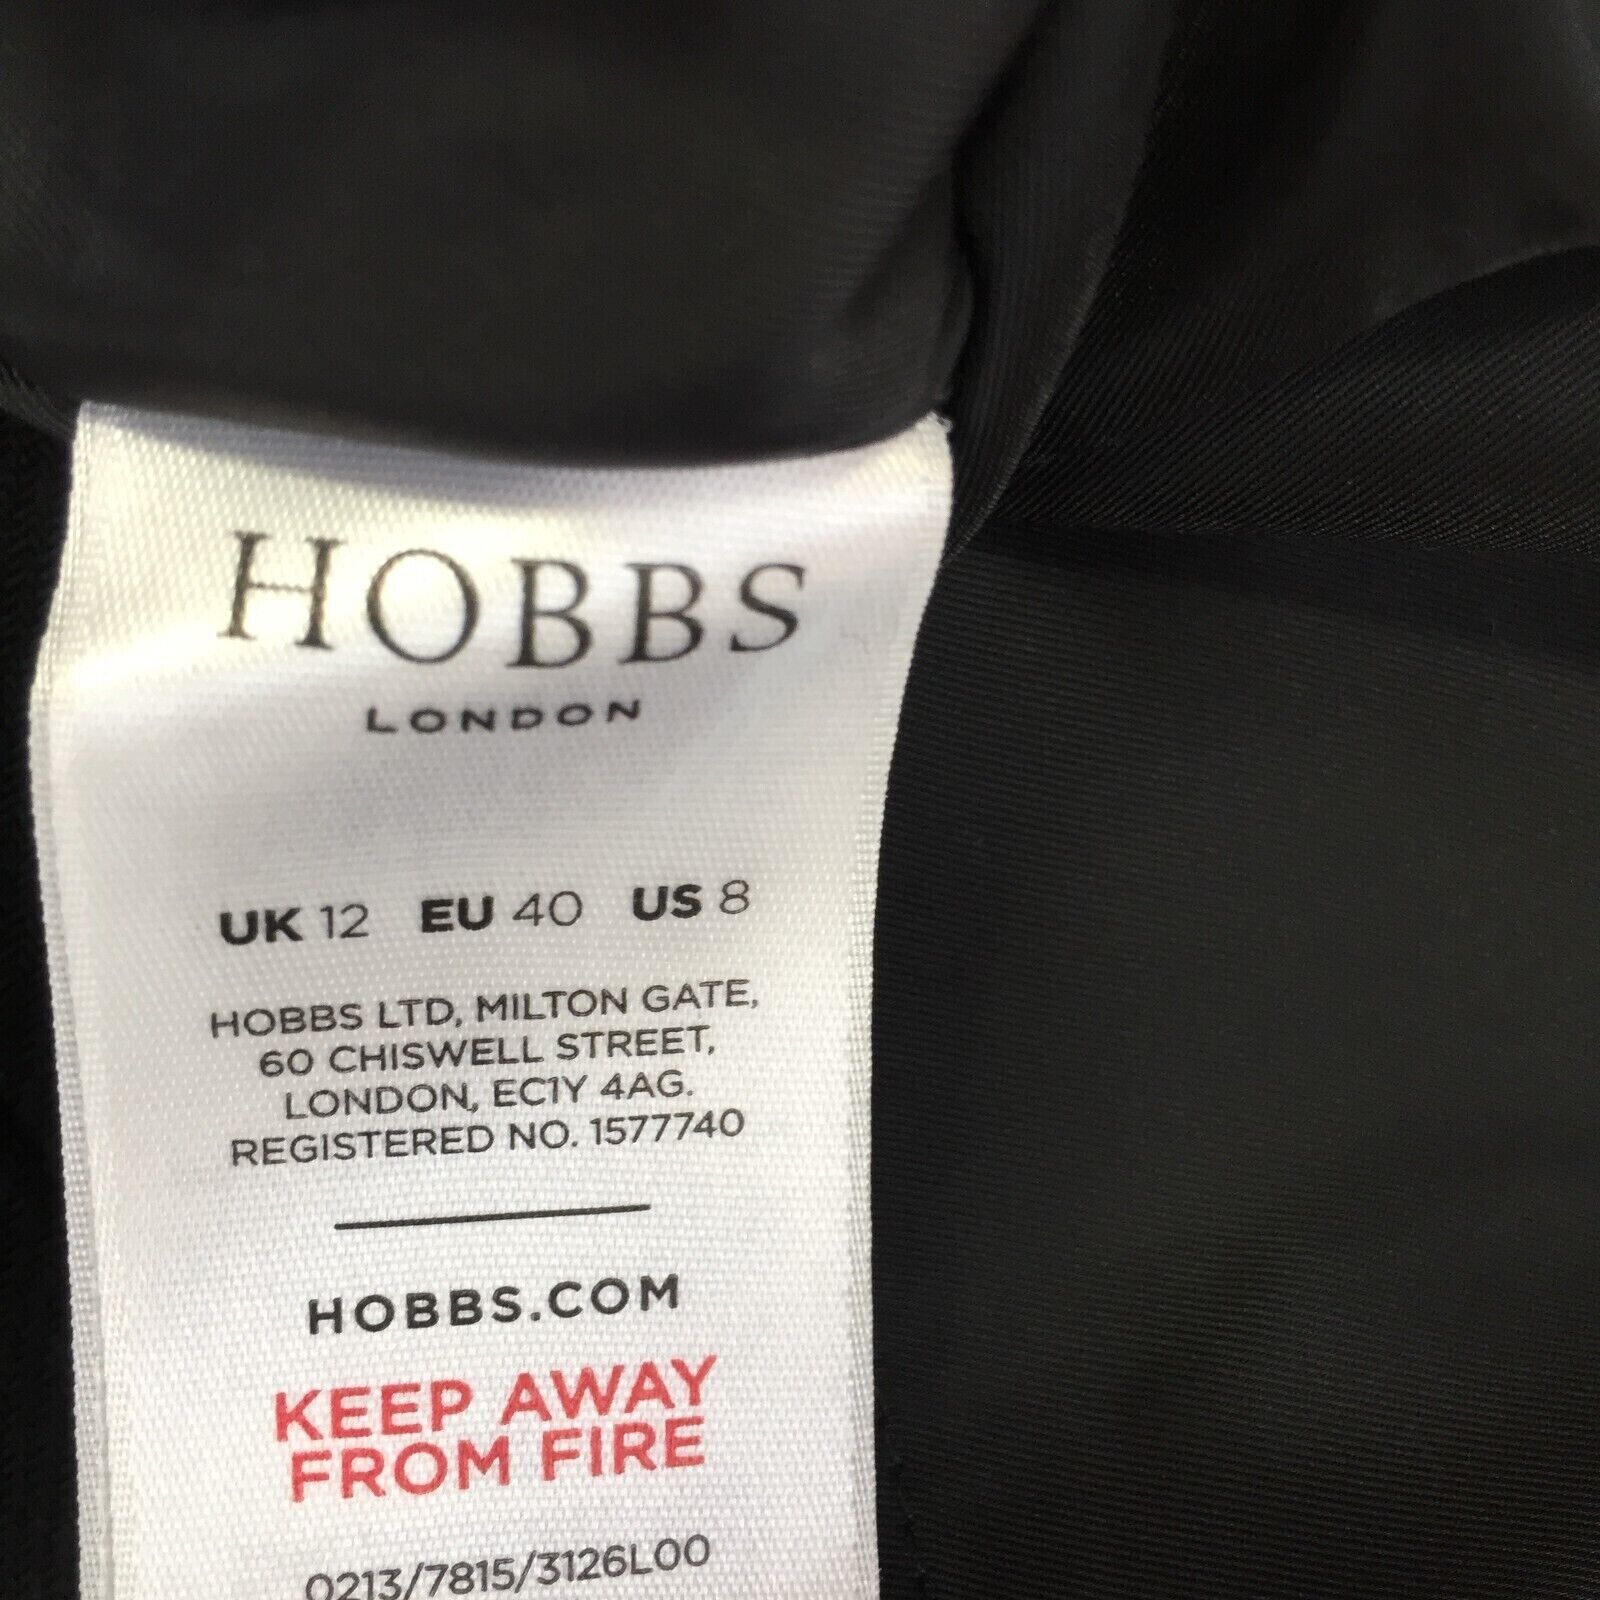 HOBBS
LONDON
UK 12 EU 40 US 8
HOBBS LTD, MILTON GATE,
60 CHISWELL STREET,
LONDON, EC1Y 4AG.
REGISTERED NO. 1577740
HOBBS.COM
KEEP AWAY
FROM FIRE
0213/7815/3126L00